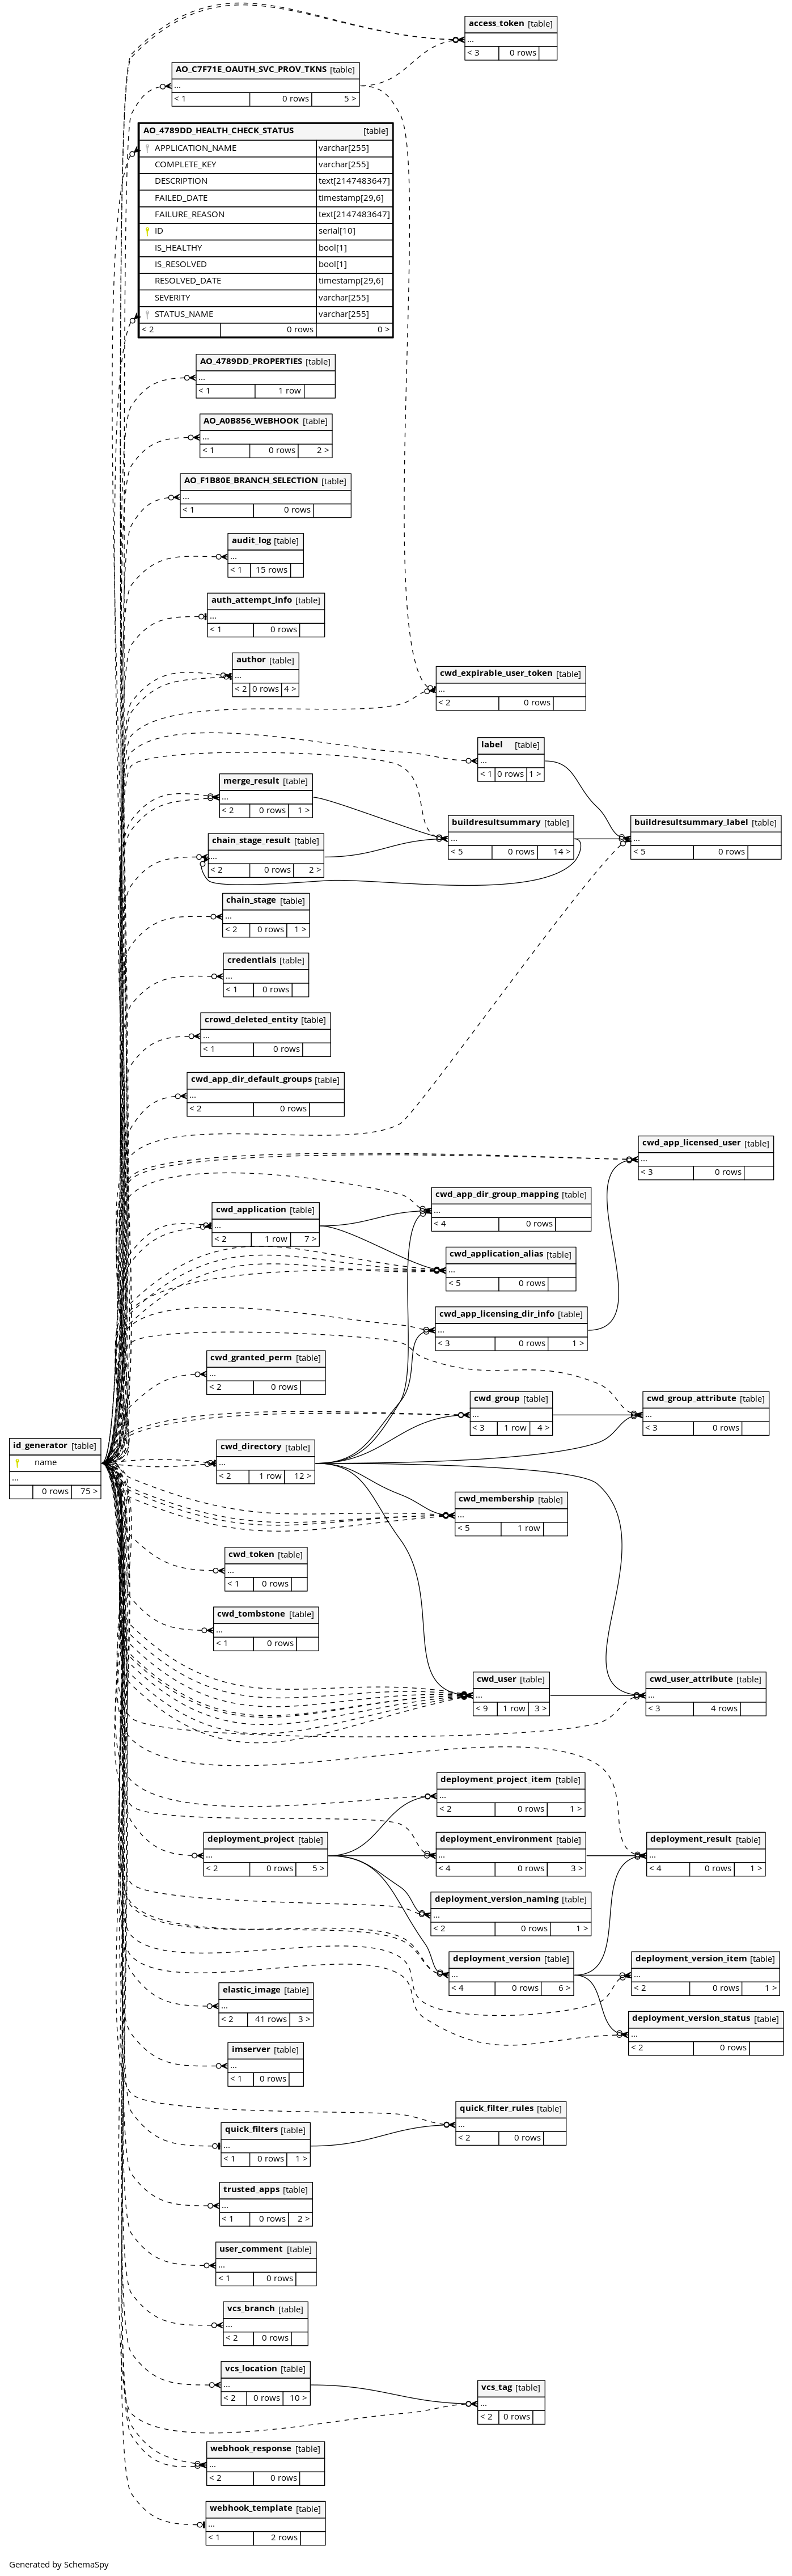 access_token [table]
...
< 3 0 rows
AO_C7F71E_OAUTH_SVC_PROV_TKNS [table]
...
< 1 0 rows 5 >
AO_4789DD_HEALTH_CHECK_STATUS [table]
APPLICATION_NAME varchar[255]
COMPLETE_KEY varchar[255]
DESCRIPTION text[2147483647]
FAILED_DATE timestamp[29,6]
FAILURE_REASON text[2147483647]
ID serial[10]
IS_HEALTHY bool[1]
IS_RESOLVED bool[1]
RESOLVED_DATE timestamp[29,6]
SEVERITY varchar[255]
STATUS_NAME varchar[255]
< 2 0 rows 0 >
AO_4789DD_PROPERTIES [table]
...
< 1 1 row
AO_A0B856_WEBHOOK [table]
...
< 1 0 rows 2 >
AO_F1B80E_BRANCH_SELECTION [table]
...
< 1 0 rows
audit_log [table]
...
< 1 15 rows
auth_attempt_info [table]
...
< 1 0 rows
author [table]
...
< 2 0 rows 4 >
cwd_expirable_user_token [table]
...
< 2 0 rows
label [table]
...
< 1 0 rows 1 >
merge_result [table]
...
< 2 0 rows 1 >
buildresultsummary [table]
...
< 5 0 rows 14 >
buildresultsummary_label [table]
...
< 5 0 rows
chain_stage_result [table]
...
< 2 0 rows 2 >
chain_stage [table]
...
< 2 0 rows 1 >
credentials [table]
...
< 1 0 rows
crowd_deleted_entity [table]
...
< 1 0 rows
cwd_app_dir_default_groups [table]
...
< 2 0 rows
cwd_app_licensed_user [table]
...
< 3 0 rows
cwd_app_dir_group_mapping [table]
...
< 4 0 rows
cwd_application [table]
...
< 2 1 row 7 >
cwd_application_alias [table]
...
< 5 0 rows
cwd_app_licensing_dir_info [table]
...
< 3 0 rows 1 >
cwd_granted_perm [table]
...
< 2 0 rows
cwd_group [table]
...
< 3 1 row 4 >
cwd_group_attribute [table]
...
< 3 0 rows
id_generator [table]
name
...
0 rows 75 >
cwd_directory [table]
...
< 2 1 row 12 >
cwd_membership [table]
...
< 5 1 row
cwd_token [table]
...
< 1 0 rows
cwd_tombstone [table]
...
< 1 0 rows
cwd_user [table]
...
< 9 1 row 3 >
cwd_user_attribute [table]
...
< 3 4 rows
deployment_project_item [table]
...
< 2 0 rows 1 >
deployment_project [table]
...
< 2 0 rows 5 >
deployment_environment [table]
...
< 4 0 rows 3 >
deployment_result [table]
...
< 4 0 rows 1 >
deployment_version_naming [table]
...
< 2 0 rows 1 >
deployment_version [table]
...
< 4 0 rows 6 >
deployment_version_item [table]
...
< 2 0 rows 1 >
elastic_image [table]
...
< 2 41 rows 3 >
deployment_version_status [table]
...
< 2 0 rows
imserver [table]
...
< 1 0 rows
quick_filter_rules [table]
...
< 2 0 rows
quick_filters [table]
...
< 1 0 rows 1 >
trusted_apps [table]
...
< 1 0 rows 2 >
user_comment [table]
...
< 1 0 rows
vcs_branch [table]
...
< 2 0 rows
vcs_location [table]
...
< 2 0 rows 10 >
vcs_tag [table]
...
< 2 0 rows
webhook_response [table]
...
< 2 0 rows
webhook_template [table]
...
< 1 2 rows
Generated by SchemaSpy